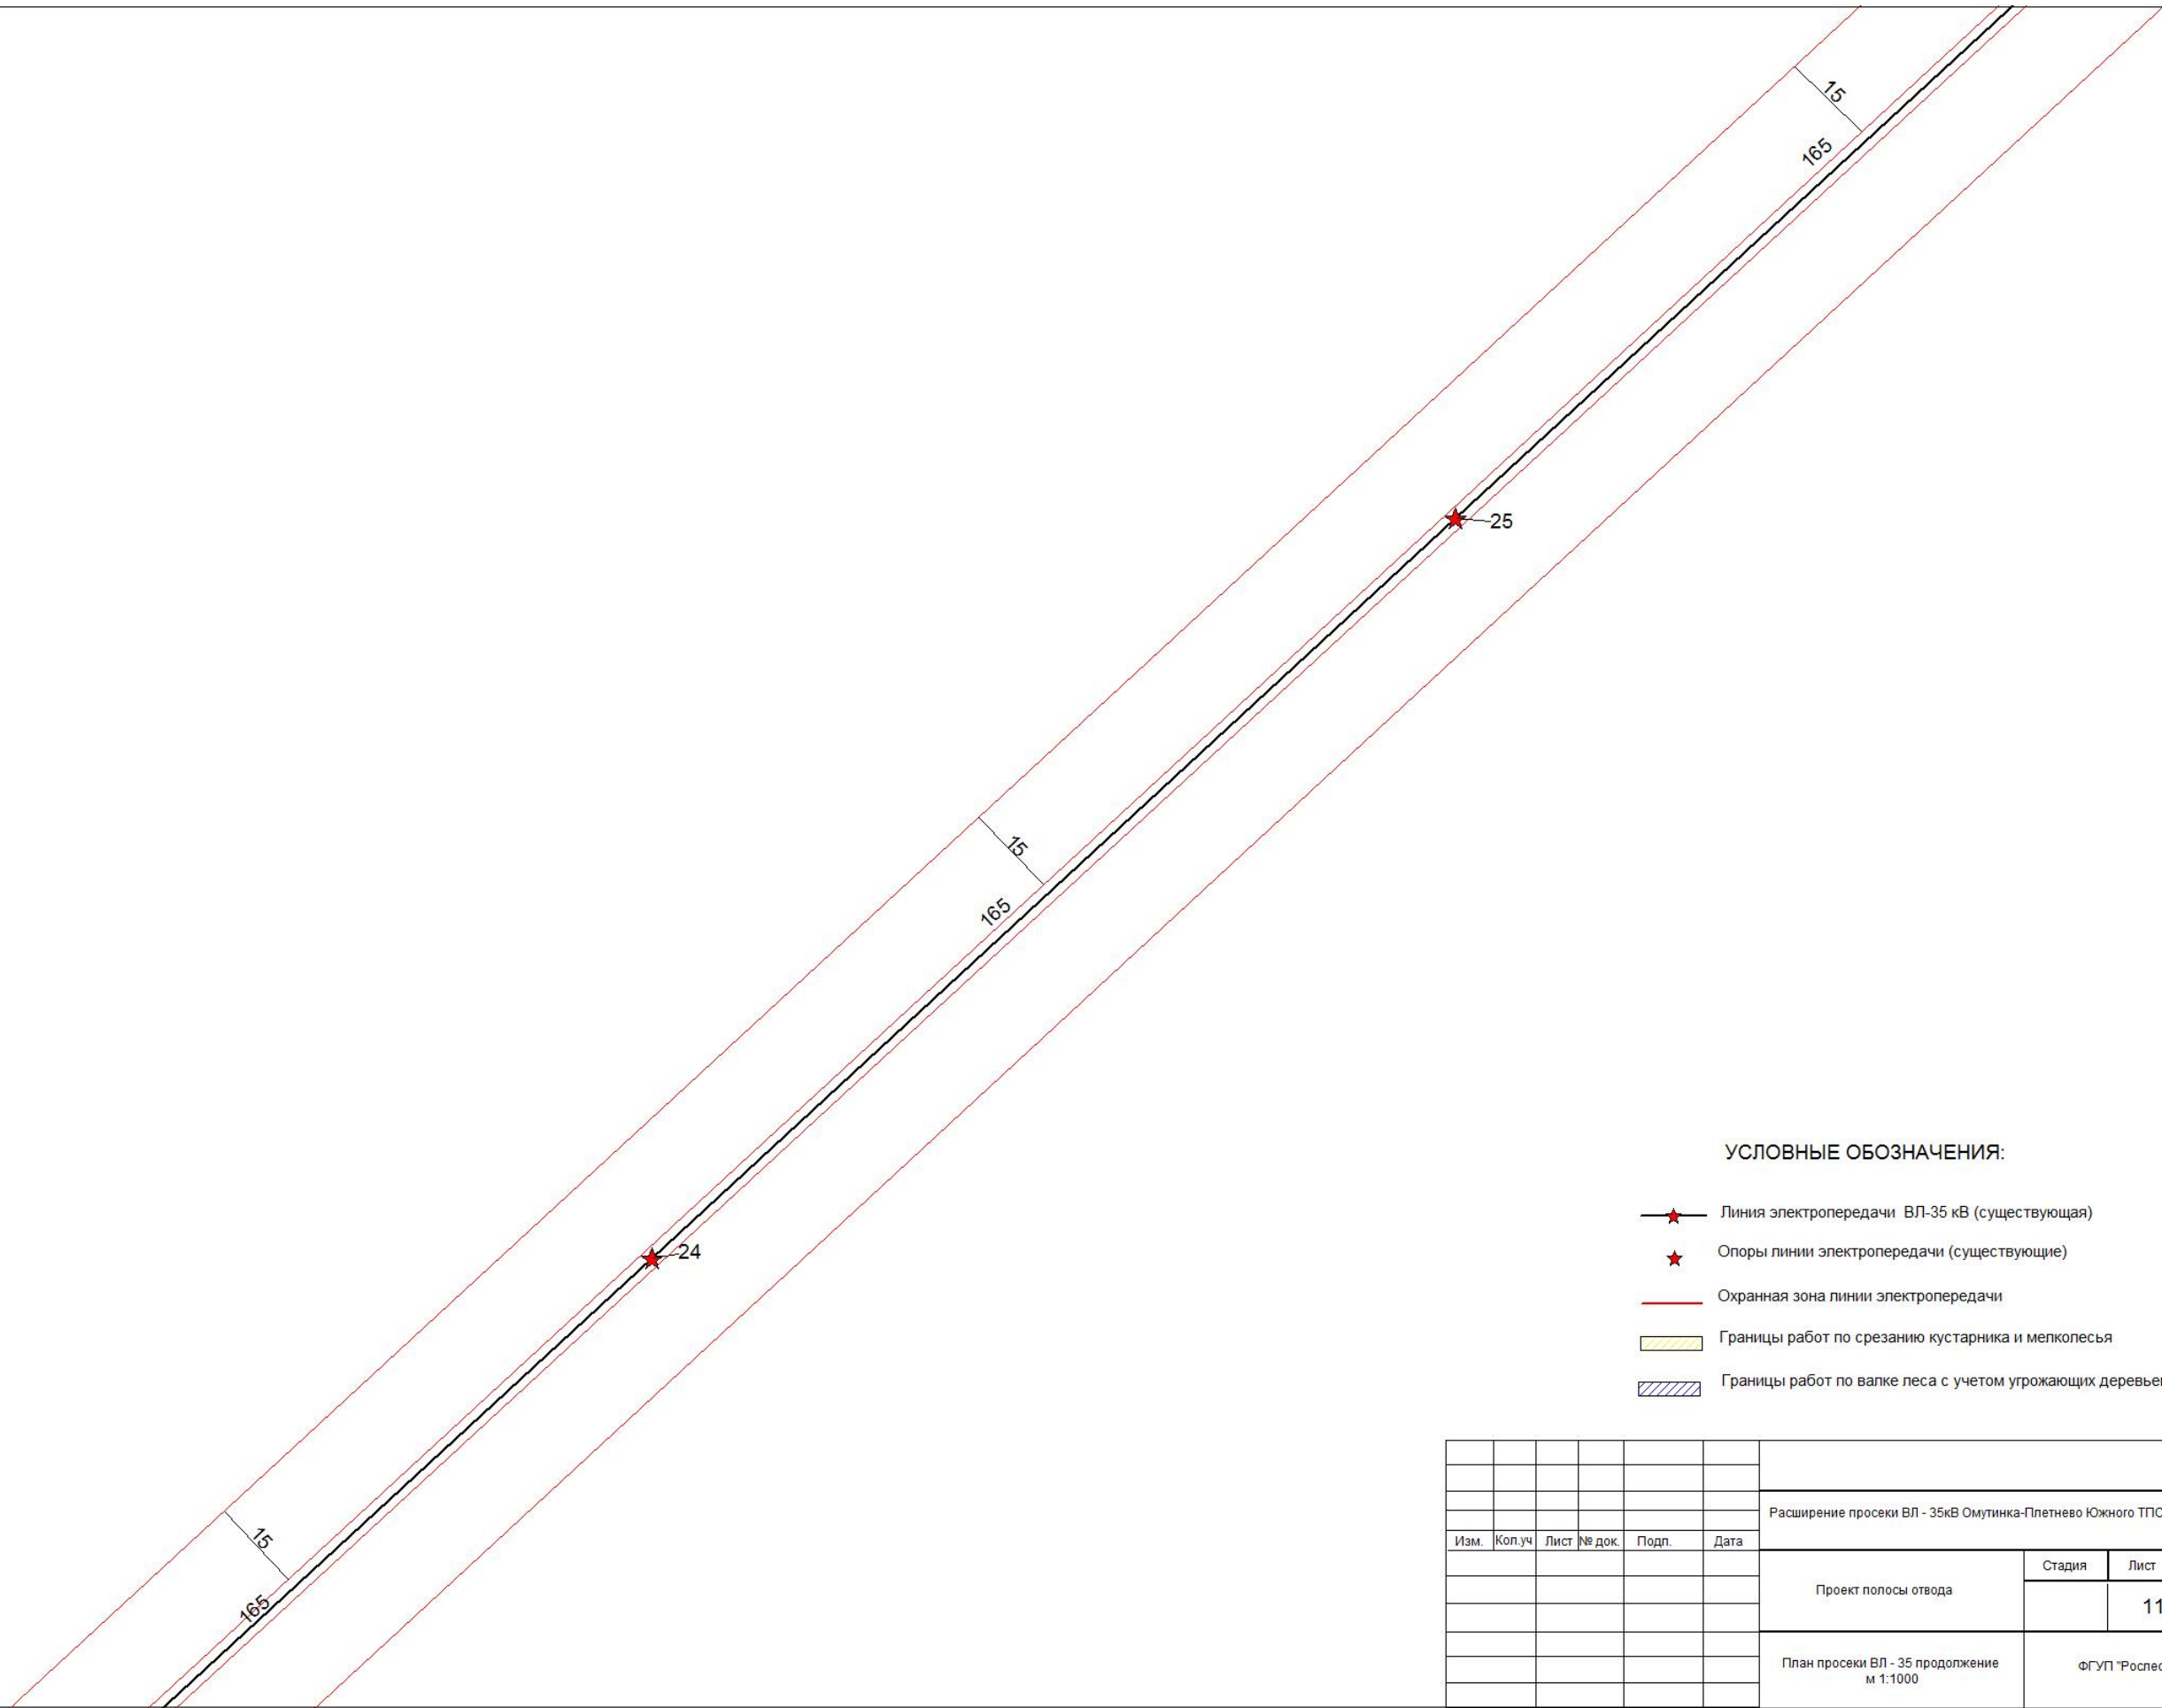 15
165
25
15
165
24
15
165
УСЛОВНЫЕ ОБОЗНАЧЕНИЯ:
Линия электропередачи ВЛ-35 кВ (существующая)
Опоры линии электропередачи (существующие)
Охранная зона линии электропередачи
Границы работ по срезанию кустарника и мелколесья
Границы работ по валке леса с учетом угрожающих
Расширение просеки ВЛ - 35кВ Омутинка-Плетнево Южного
Изм. Кол.уч Лист № док. Подп. Дата
Стадия Лист
Проект полосы отвода
11
План просеки ВЛ - 35 продолжение
м 1:1000
ФГУП